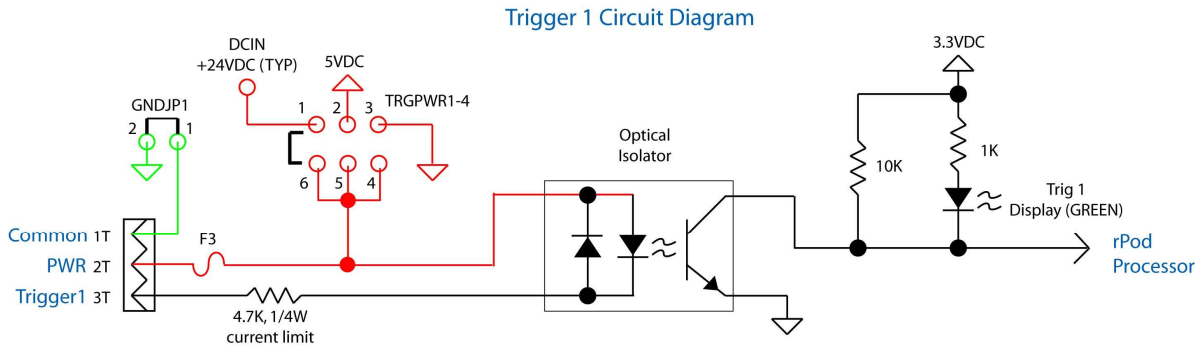 Trigger 1 Circuit Diagram
DCIN
+24VDC (TYP)
5VDC
3.3VDC
GNDJP1
2 1
1 2 3 TRGPWR1-4
6 5 4
Optical
Isolator
10K
1K
Trig 1
Display (GREEN)
Common 1T
PWR 2T
F3
Trigger1 3T
4.7K, 1/4W
current limit
rPod
Processor